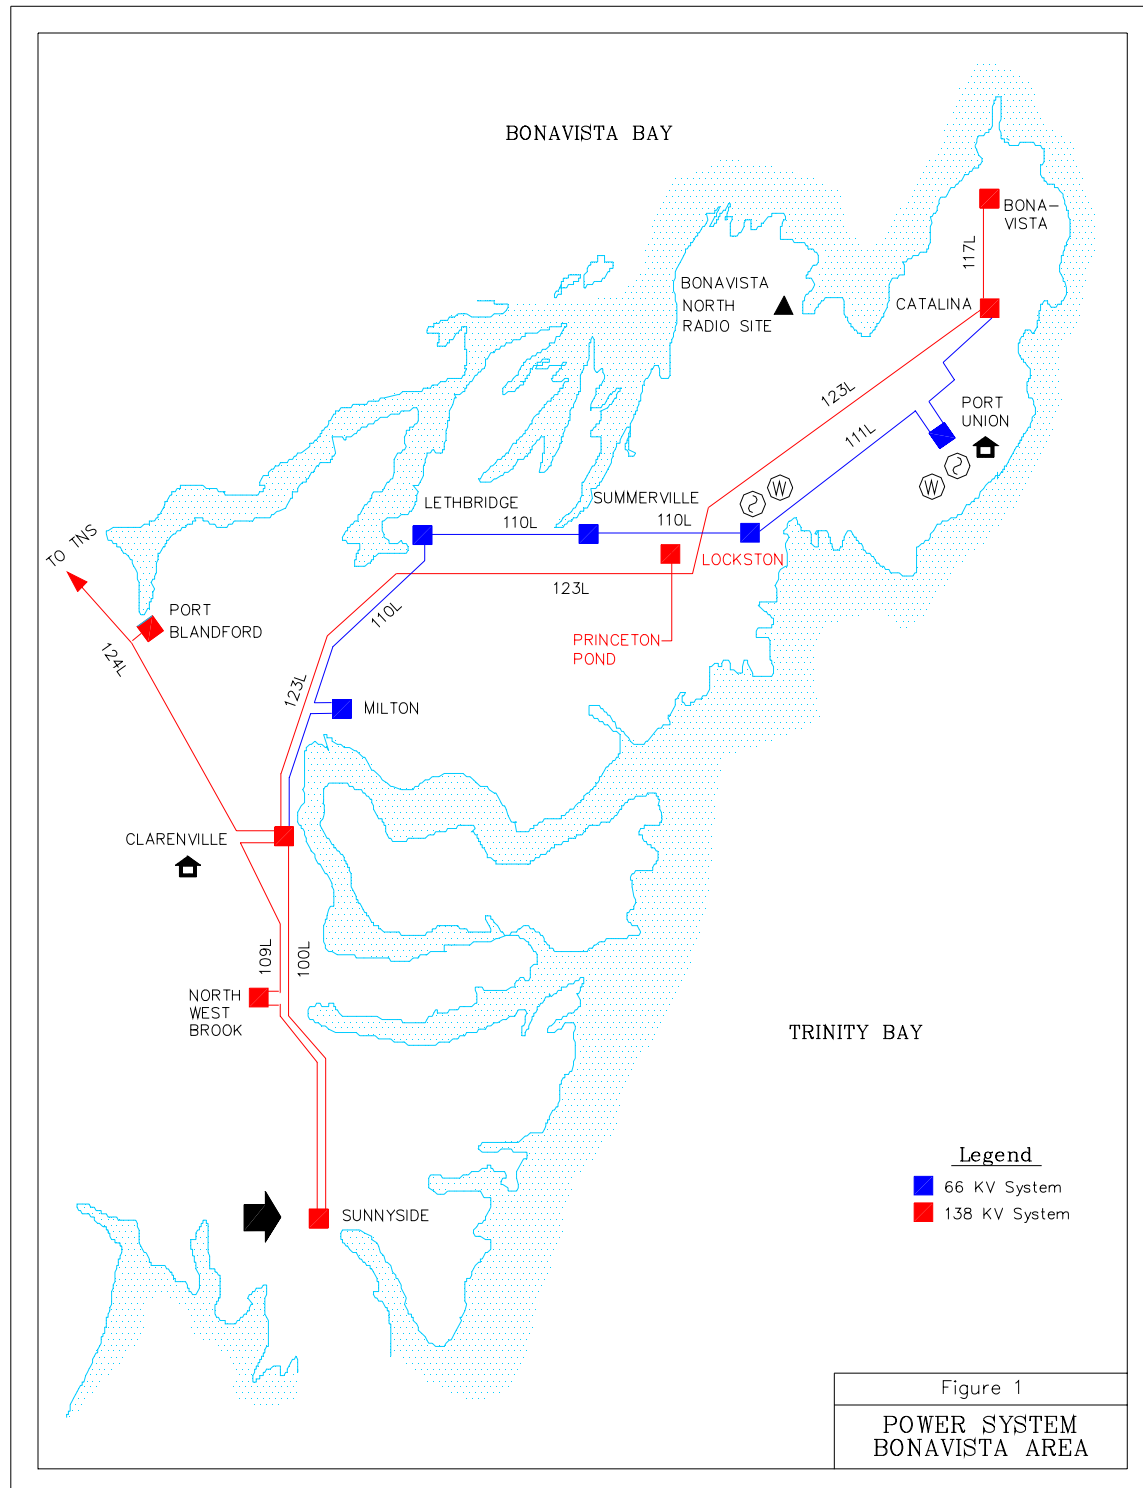 BONAVISTA BAY
BONA-
VISTA
117L
BONAVISTA
NORTH
RADIO SITE
CATALINA
123L
PORT
UNION
111L
W
W
LETHBRIDGE
SUMMERVILLE
110L
110L
LOCKSTON
TO TNS
123L
PORT
BLANDFORD
110L
PRINCETON
POND
124L
123L
MILTON
CLARENVILLE
109L
100L
NORTH
WEST
BROOK
TRINITY BAY
Legend
66 KV System
138 KV System
SUNNYSIDE
Figure 1
POWER SYSTEM
BONAVISTA AREA